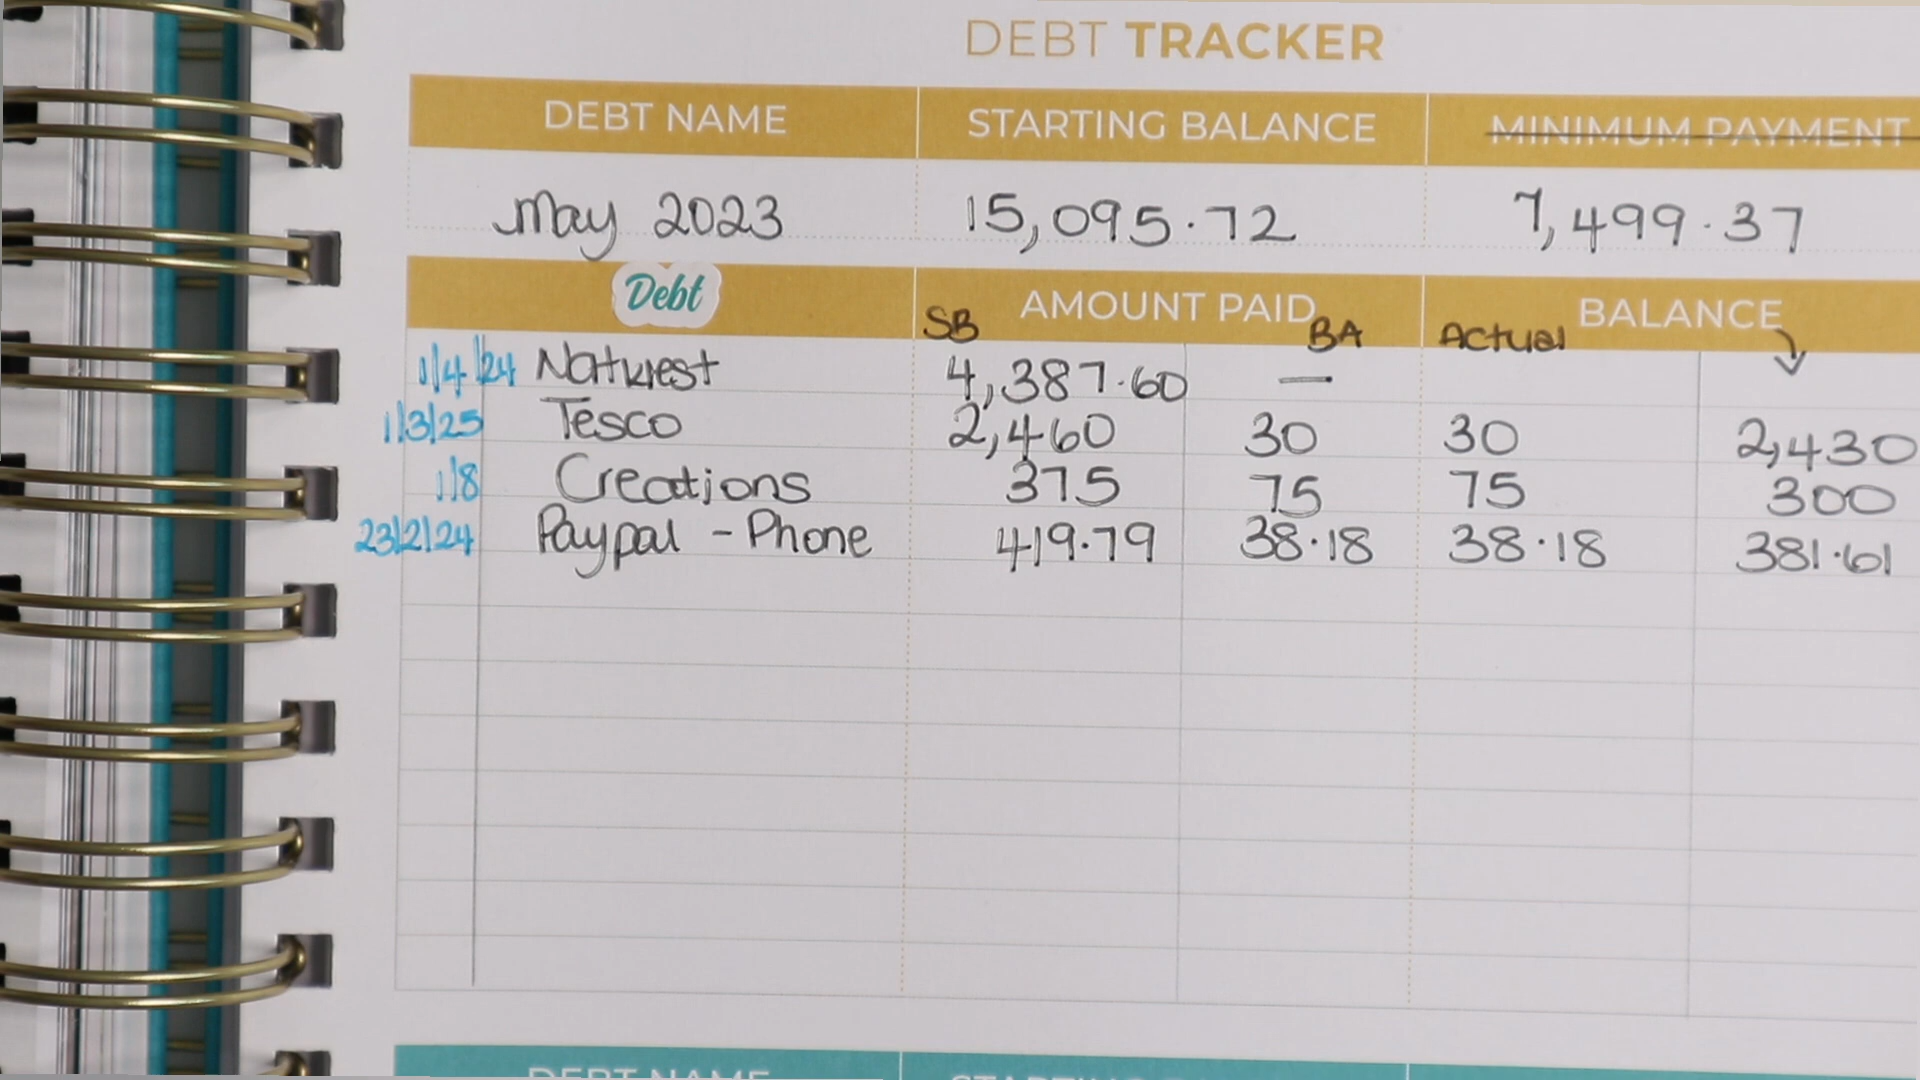 DEBT TRACKER
DEBT NAME STARTING BALANCE MINIMUM PAYMENT
May 2023 15,095.72 7,499.37
Debt AMOUNT PAID BALANCE
SB BA Actual
1/4/24 Natwest 4,387.60 —
1/3/25 Tesco 2,460 30 30 2,430
1/8 Creations 375 75 75 300
23/2/24 Paypal - Phone 419.79 38.18 38.18 381.61
DEBT NAME